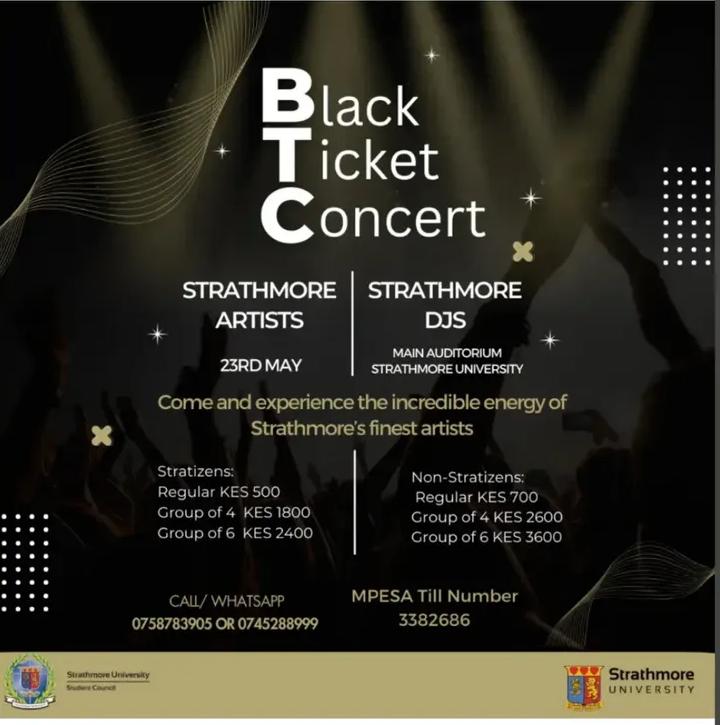 Black
Ticket
Concert
STRATHMORE
ARTISTS
23RD MAY
STRATHMORE
DJS
MAIN AUDITORIUM
STRATHMORE UNIVERSITY
Come and experience the incredible energy of
Strathmore's finest artists
Stratizens:
Regular KES 500
Group of 4 KES 1800
Group of 6 KES 2400
Non-Stratizens:
Regular KES 700
Group of 4 KES 2600
Group of 6 KES 3600
CALL/ WHATSAPP
0758783905 OR 0745288999
MPESA Till Number
3382686
Strathmore University
Student Council
Strathmore
UNIVERSITY